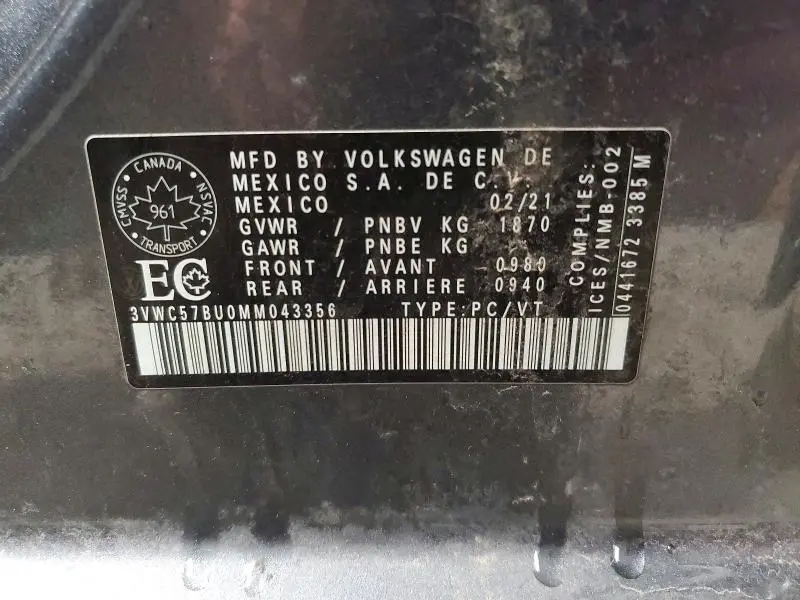 CANADA
CMVSS
NSVAC
961
TRANSPORT
EC
MFD BY VOLKSWAGEN DE
MEXICO S.A. DE C.V.
MEXICO 02/21
GVWR / PNBV KG 1870
GAWR / PNBE KG
FRONT / AVANT 0980
REAR / ARRIERE 0940
3VWC57BU0MM043356 TYPE:PC/VT
COMPLIES:
ICES/NMB-002
0441672 3385 M